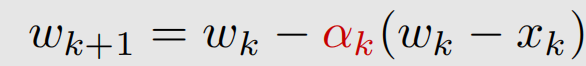 w_{k+1} = w_k − α_k(w_k − x_k)